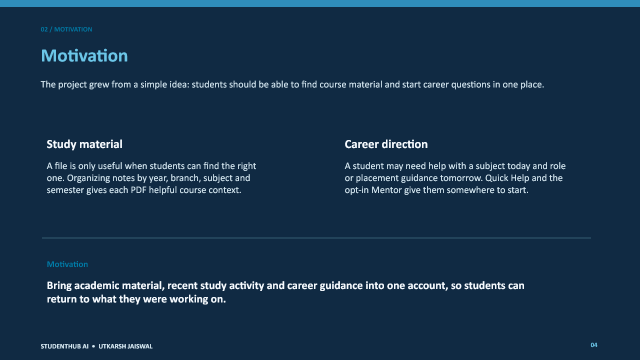 02 / MOTIVATION
Motivation
The project grew from a simple idea: students should be able to find course material and start career questions in one place.
Study material
A file is only useful when students can find the right
one. Organizing notes by year, branch, subject and
semester gives each PDF helpful course context.
Career direction
A student may need help with a subject today and role
or placement guidance tomorrow. Quick Help and the
opt-in Mentor give them somewhere to start.
Motivation
Bring academic material, recent study activity and career guidance into one account, so students can
return to what they were working on.
STUDENTHUB AI • UTKARSH JAISWAL
04